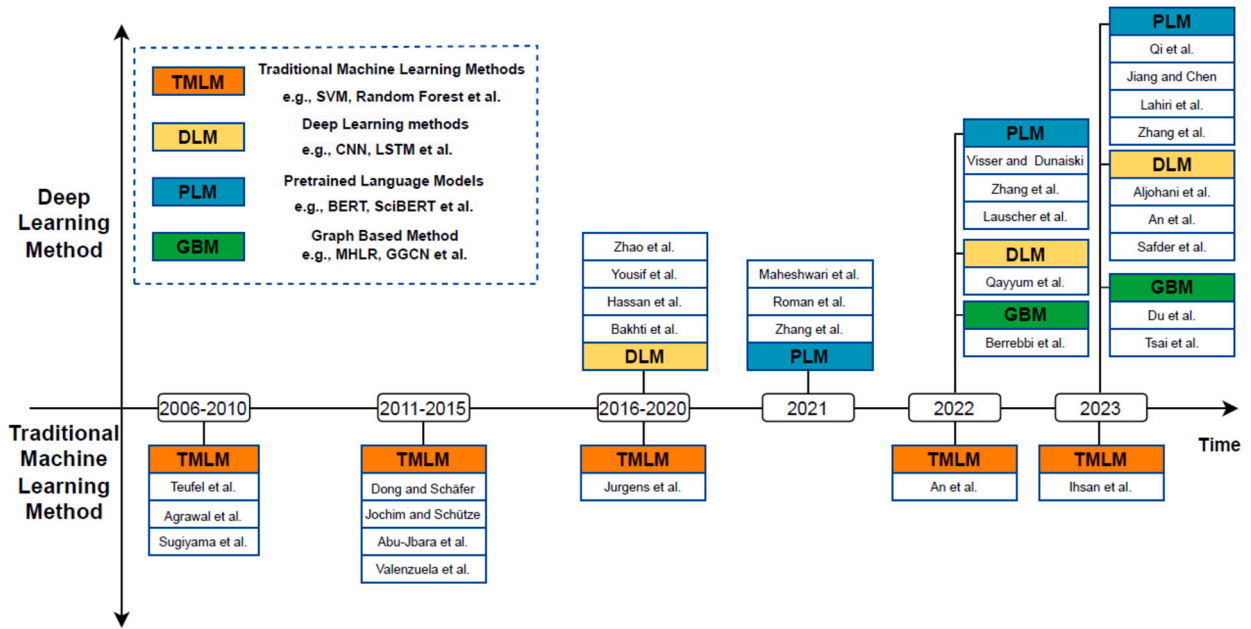 TMLM
Traditional Machine Learning Methods
e.g., SVM, Random Forest et al.
DLM
Deep Learning methods
e.g., CNN, LSTM et al.
PLM
Pretrained Language Models
e.g., BERT, SciBERT et al.
GBM
Graph Based Method
e.g., MHLR, GGCN et al.
Deep
Learning
Method
Zhao et al.
Yousif et al.
Hassan et al.
Bakhti et al.
DLM
Maheshwari et al.
Roman et al.
Zhang et al.
PLM
PLM
Visser and Dunaiski
Zhang et al.
Lauscher et al.
DLM
Qayyum et al.
GBM
Berrebbi et al.
PLM
Qi et al.
Jiang and Chen
Lahiri et al.
Zhang et al.
DLM
Aljohani et al.
An et al.
Safder et al.
GBM
Du et al.
Tsai et al.
2006-2010
2011-2015
2016-2020
2021
2022
2023
Time
Traditional
Machine
Learning
Method
TMLM
Teufel et al.
Agrawal et al.
Sugiyama et al.
TMLM
Dong and Schäfer
Jochim and Schütze
Abu-Jbara et al.
Valenzuela et al.
TMLM
Jurgens et al.
TMLM
An et al.
TMLM
Ihsan et al.